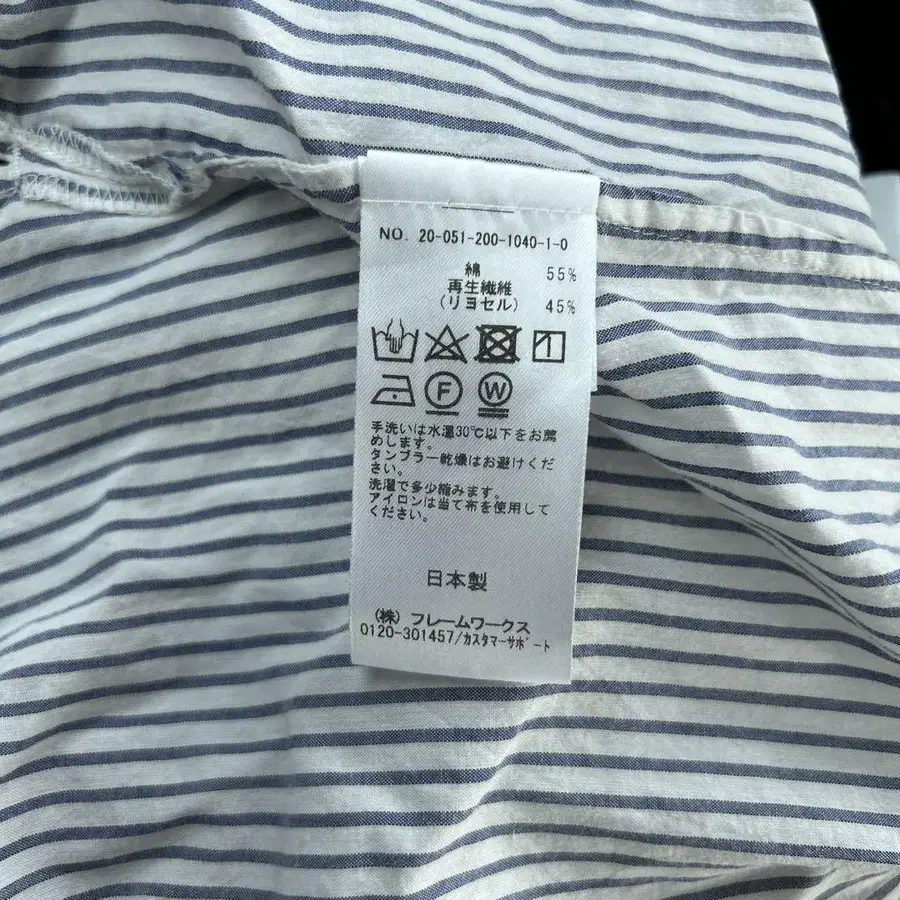 NO. 20-051-200-1040-1-0
綿 55%
再生繊維
(リヨセル) 45%
F W
手洗いは水温30℃以下をお薦
めします。
タンブラー乾燥はお避けくだ
さい。
洗濯で多少縮みます。
アイロンは当て布を使用して
ください。
日本製
(株) フレームワークス
0120-301457/カスタマーサポート